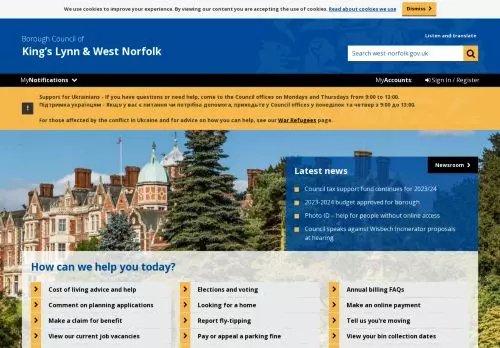 We use cookies to improve your experience. By viewing our content you are accepting the use of cookies. Read about cookies we use Dismiss
Borough Council of
King's Lynn & West Norfolk
Listen and translate
Search west-norfolk.gov.uk
MyNotifications
MyAccounts
Sign In / Register
Support for Ukrainians - If you have questions or need help, come to the Council offices on Mondays and Thursdays from 9:00 to 13:00.
Підтримка українцям - Якщо у вас є питання чи потрібна допомога, приходьте у Council offices у понеділок та четвер з 9:00 до 13:00.
For those affected by the conflict in Ukraine and for advice on how you can help, see our War Refugees page.
Newsroom
Latest news
Council tax support fund continues for 2023/24
2023-2024 budget approved for borough
Photo ID – help for people without online access
Council speaks against Wisbech Incinerator proposals
at hearing
How can we help you today?
Cost of living advice and help
Elections and voting
Annual billing FAQs
Comment on planning applications
Looking for a home
Make an online payment
Make a claim for benefit
Report fly-tipping
Tell us you're moving
View our current job vacancies
Pay or appeal a parking fine
View your bin collection dates